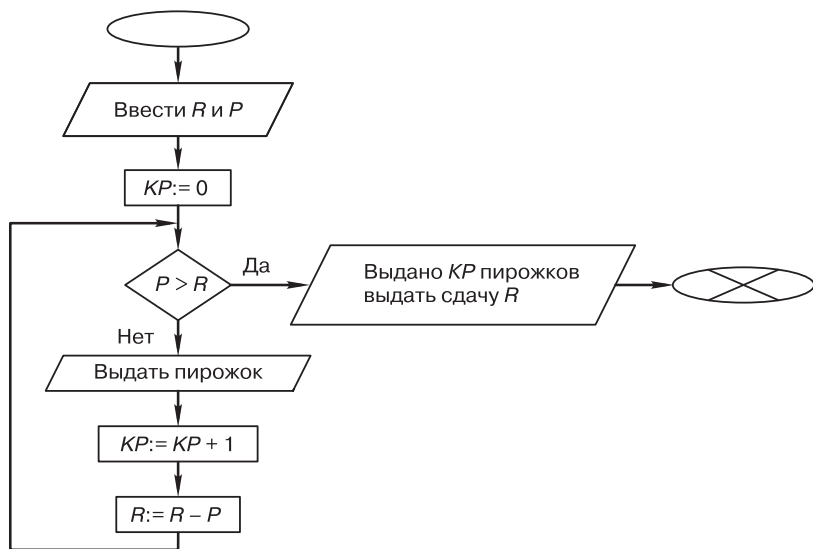 Ввести R и P
KP:= 0
P > R
Да
Выдано KP пирожков
выдать сдачу R
Нет
Выдать пирожок
KP:= KP + 1
R:= R – P